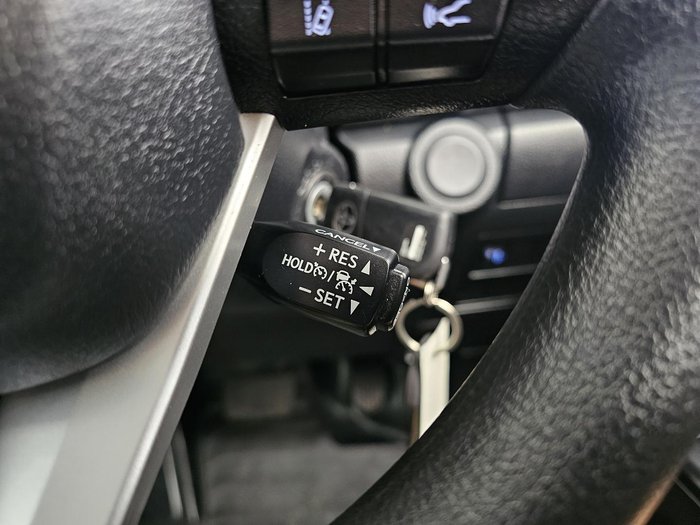 CANCEL▼
+ RES ▲
HOLD / ◀
− SET ▼